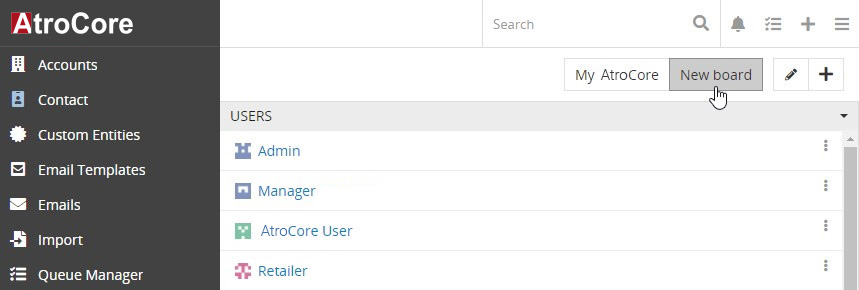 AtroCore
Search
Accounts
Contact
Custom Entities
Email Templates
Emails
Import
Queue Manager
My AtroCore
New board
USERS
Admin
Manager
AtroCore User
Retailer